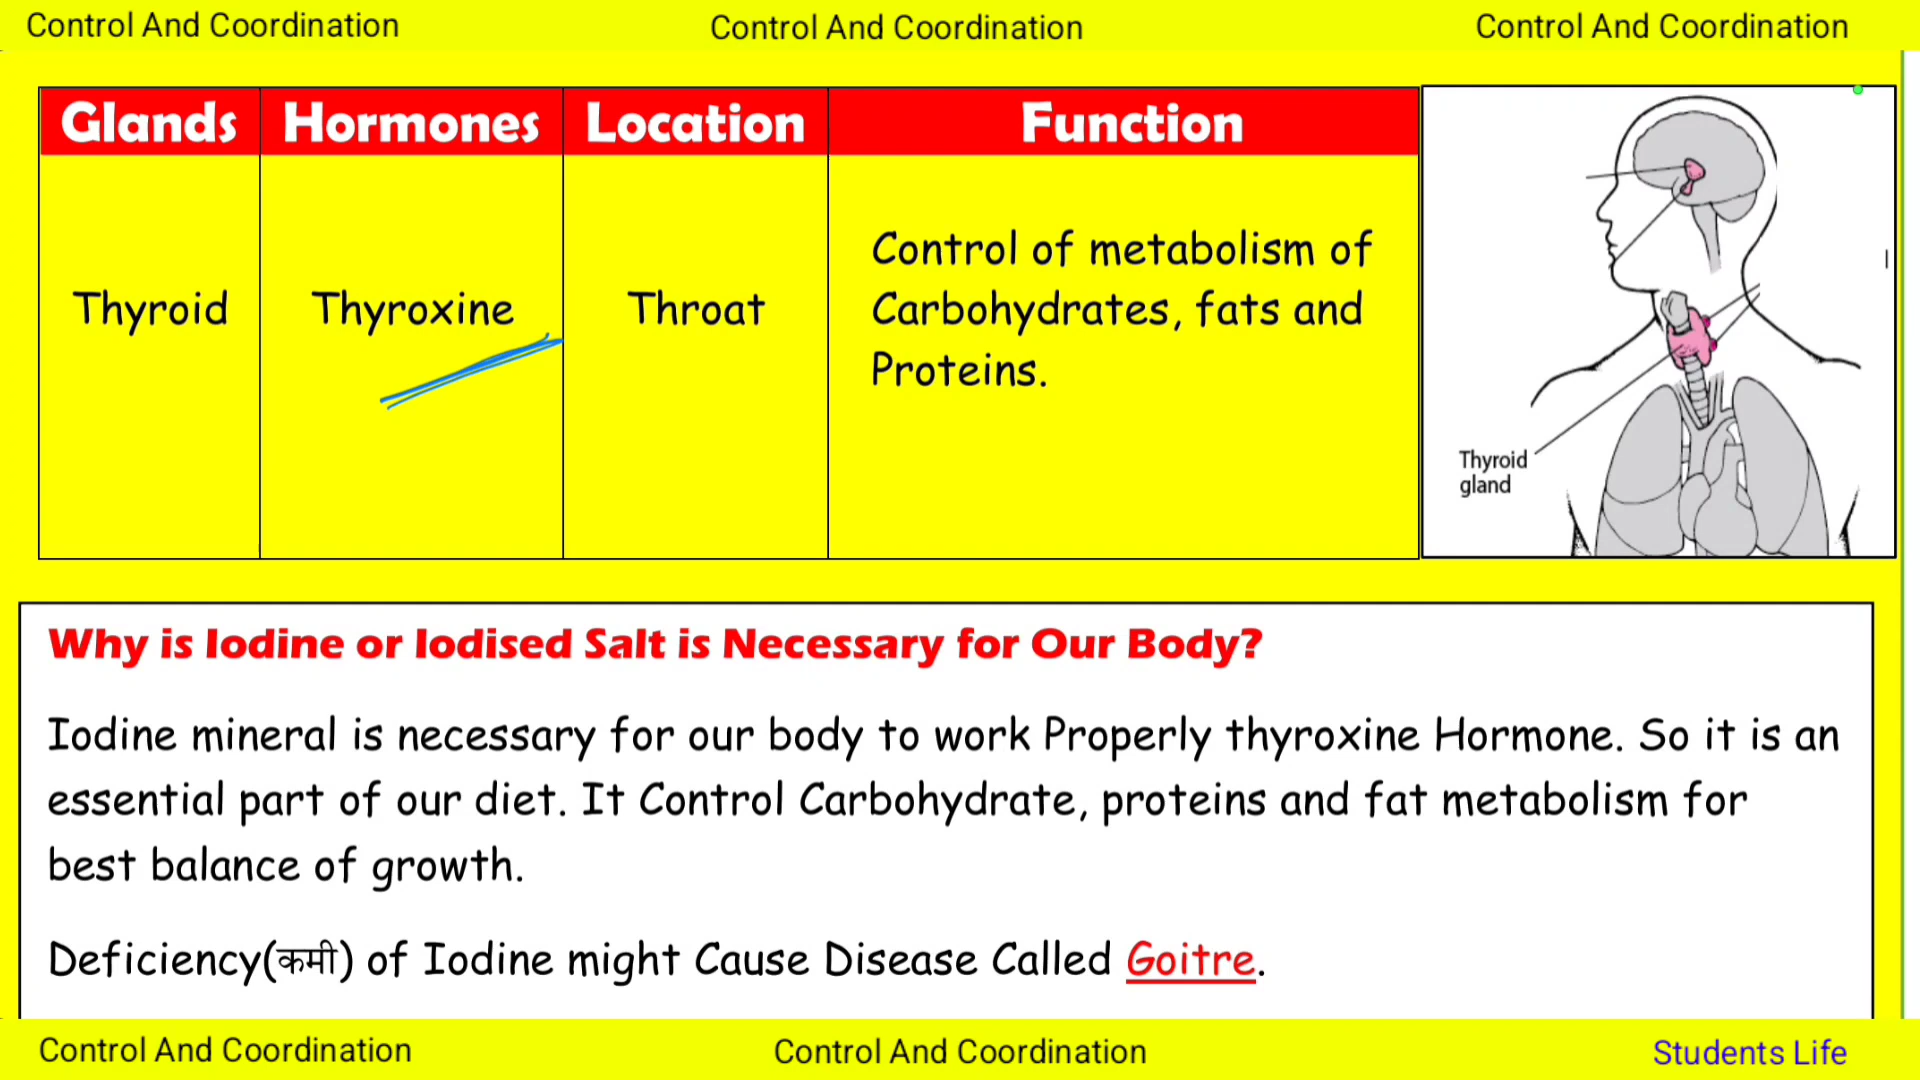 Control And Coordination
Control And Coordination
Control And Coordination
Glands
Hormones
Location
Function
Thyroid
Thyroxine
Throat
Control of metabolism of
Carbohydrates, fats and
Proteins.
Thyroid
gland
Why is Iodine or Iodised Salt is Necessary for Our Body?
Iodine mineral is necessary for our body to work Properly thyroxine Hormone. So it is an
essential part of our diet. It Control Carbohydrate, proteins and fat metabolism for
best balance of growth.
Deficiency(कमी) of Iodine might Cause Disease Called Goitre.
Control And Coordination
Control And Coordination
Students Life